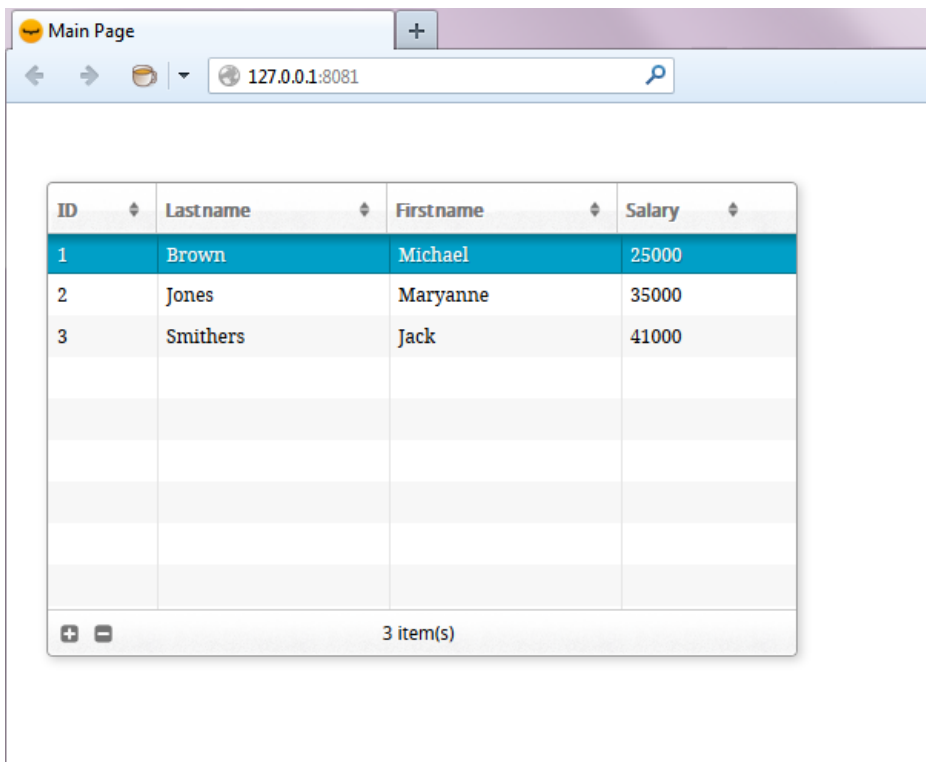 Main Page
127.0.0.1:8081
ID Lastname Firstname Salary
1 Brown Michael 25000
2 Jones Maryanne 35000
3 Smithers Jack 41000
3 item(s)